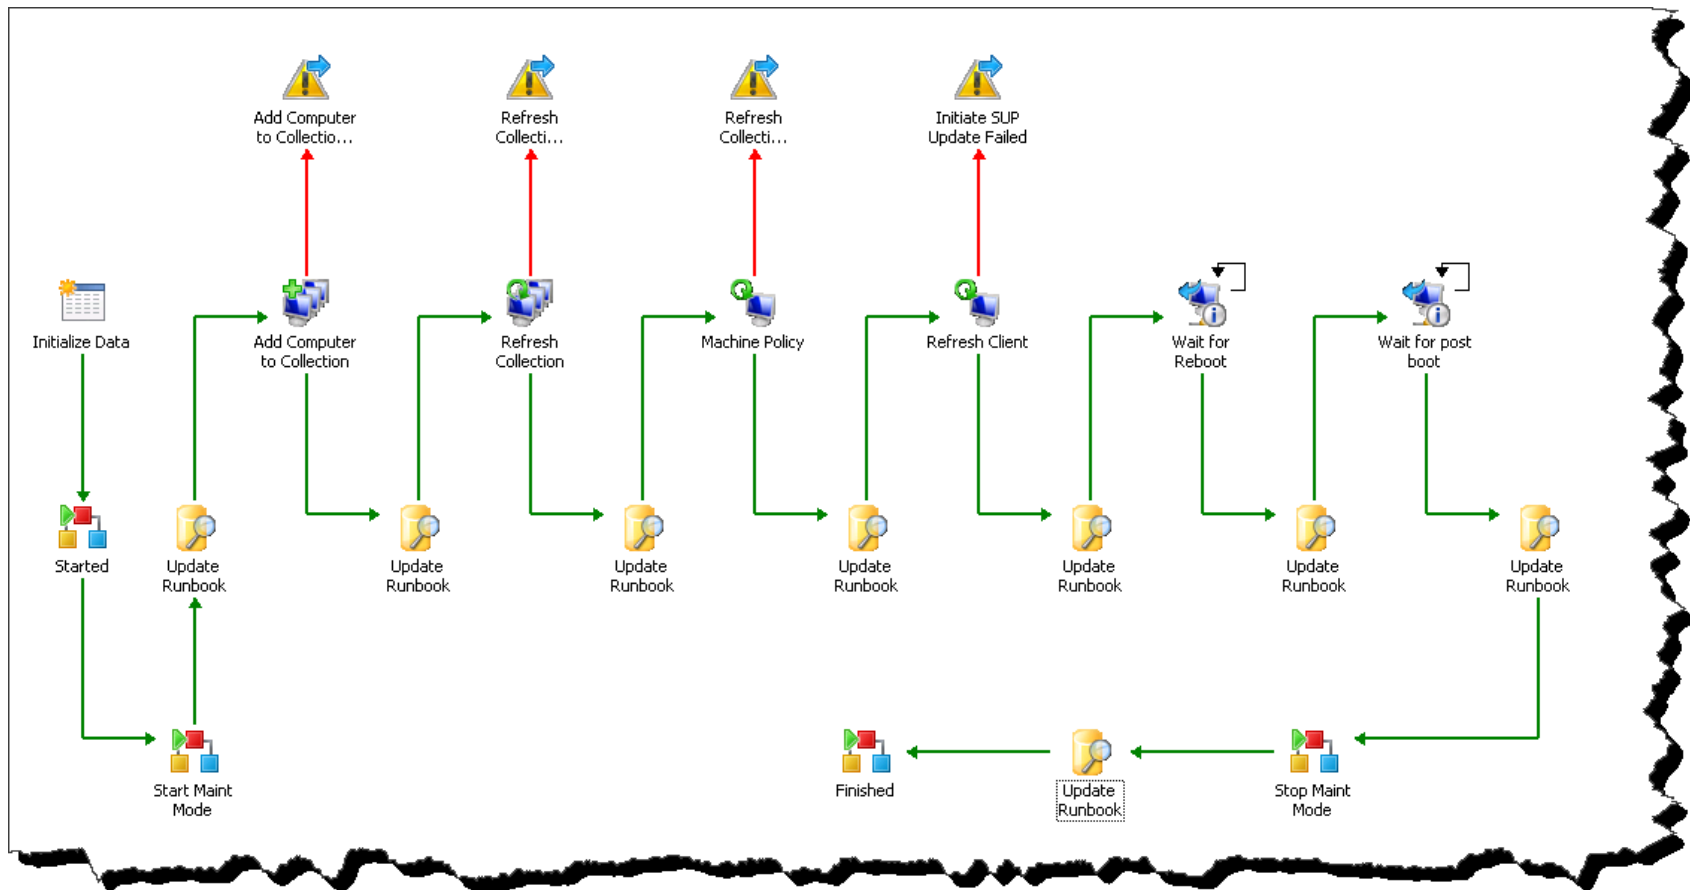 Add Computer
to Collectio...
Refresh
Collecti...
Refresh
Collecti...
Initiate SUP
Update Failed
Initialize Data
Add Computer
to Collection
Refresh
Collection
Machine Policy
Refresh Client
Wait for
Reboot
Wait for post
boot
Started
Update
Runbook
Update
Runbook
Update
Runbook
Update
Runbook
Update
Runbook
Update
Runbook
Update
Runbook
Start Maint
Mode
Finished
Update
Runbook
Stop Maint
Mode